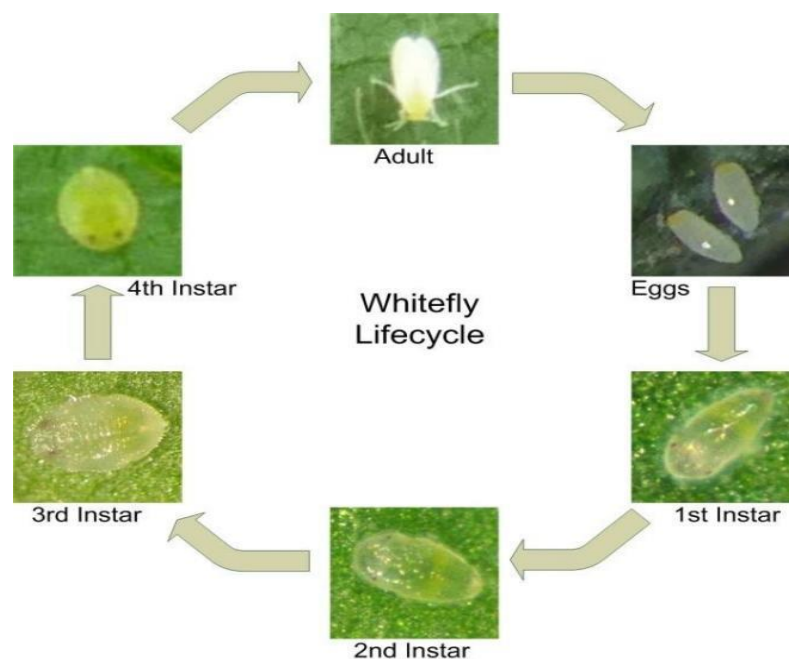 Adult
Eggs
4th Instar
Whitefly
Lifecycle
3rd Instar
1st Instar
2nd Instar